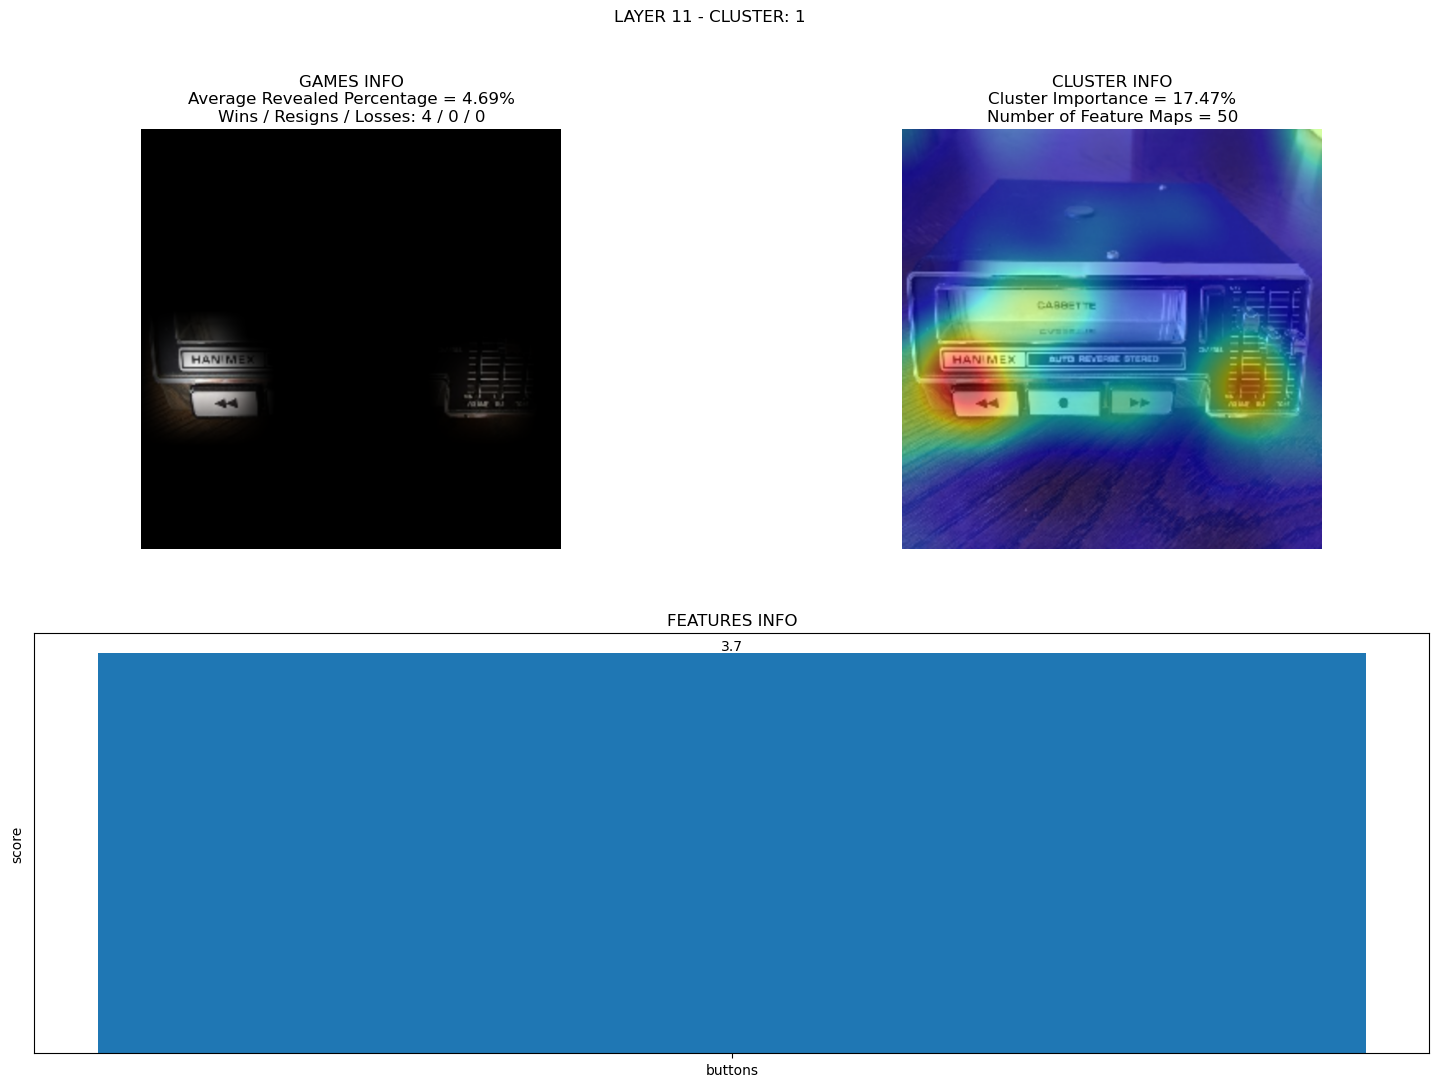 LAYER 11 - CLUSTER: 1
GAMES INFO
Average Revealed Percentage = 4.69%
Wins / Resigns / Losses: 4 / 0 / 0
HANIMEX
CLUSTER INFO
Cluster Importance = 17.47%
Number of Feature Maps = 50
CASSETTE
HANIMEX AUTO REVERSE STEREO
FEATURES INFO
3.7
score
buttons